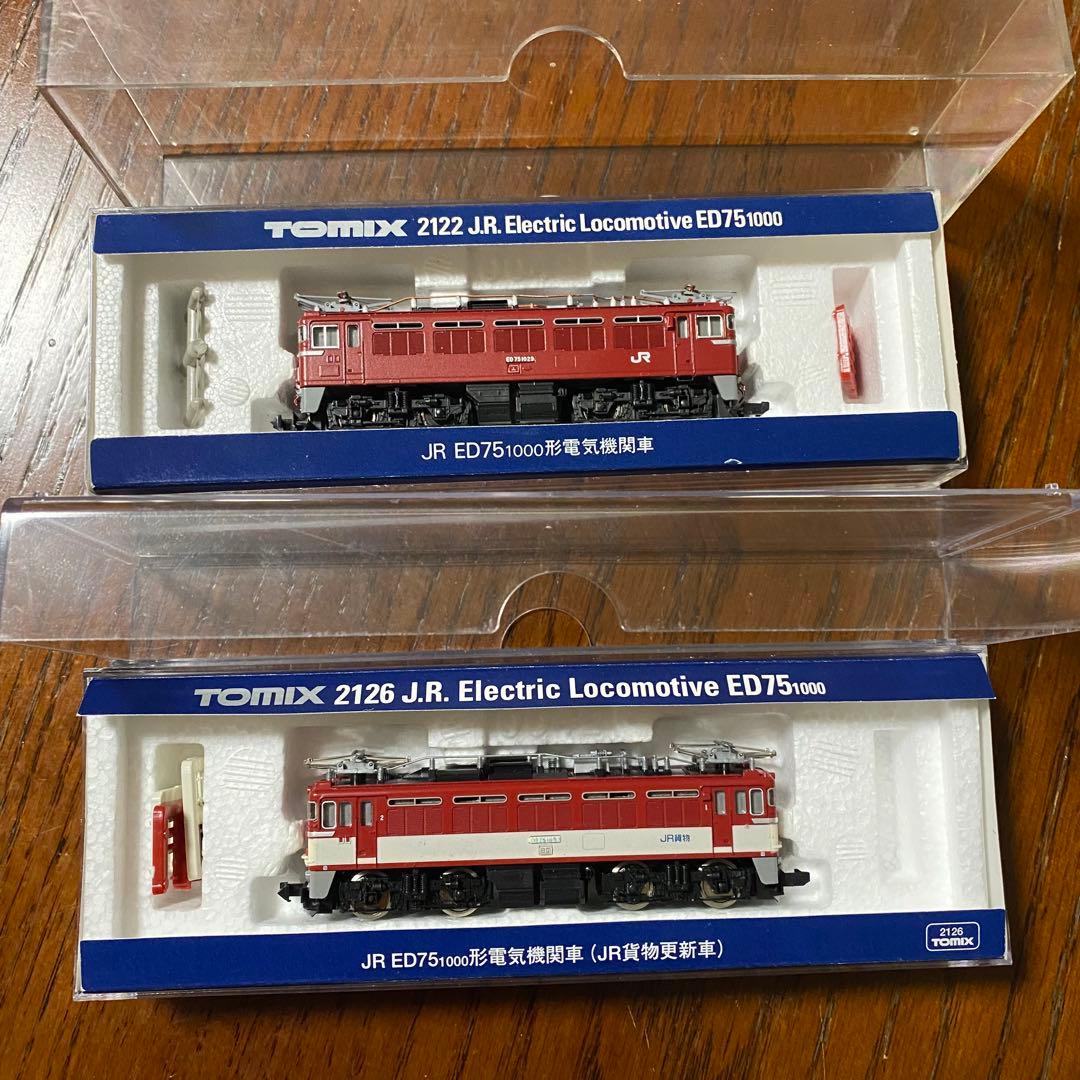 TOMIX 2122 J.R. Electric Locomotive ED751000
ED751029
JR
JR ED751000形電気機関車
TOMIX 2126 J.R. Electric Locomotive ED751000
2
JR貨物
2126
TOMIX
JR ED751000形電気機関車（JR貨物更新車）